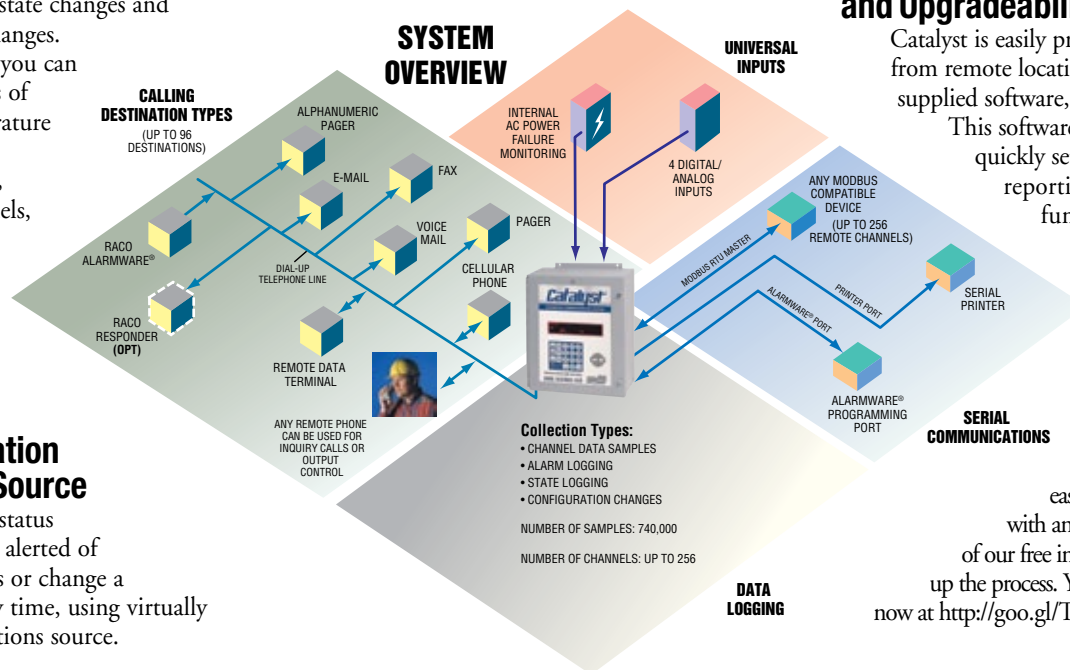 state changes and
anges.
you can
s of
rature
els,
SYSTEM
OVERVIEW
CALLING
DESTINATION TYPES
(UP TO 96
DESTINATIONS)
ALPHANUMERIC
PAGER
E-MAIL
FAX
VOICE
MAIL
PAGER
CELLULAR
PHONE
RACO
ALARMWARE®
DIAL-UP
TELEPHONE LINE
RACO
RESPONDER
(OPT)
REMOTE DATA
TERMINAL
ANY REMOTE PHONE
CAN BE USED FOR
INQUIRY CALLS OR
OUTPUT
CONTROL
UNIVERSAL
INPUTS
INTERNAL
AC POWER
FAILURE
MONITORING
4 DIGITAL/
ANALOG
INPUTS
Catalyst
ANY MODBUS
COMPATIBLE
DEVICE
(UP TO 256
REMOTE CHANNELS)
MODBUS RTU MASTER
PRINTER PORT
ALARMWARE® PORT
SERIAL
PRINTER
ALARMWARE®
PROGRAMMING
PORT
SERIAL
COMMUNICATIONS
Collection Types:
• CHANNEL DATA SAMPLES
• ALARM LOGGING
• STATE LOGGING
• CONFIGURATION CHANGES
NUMBER OF SAMPLES: 740,000
NUMBER OF CHANNELS: UP TO 256
DATA
LOGGING
ation
Source
status
alerted of
s or change a
y time, using virtually
tions source.
and Upgradeabili
Catalyst is easily pr
from remote locati
supplied software,
This software
quickly se
reporti
fun
eas
with an
of our free in
up the process. Y
now at http://goo.gl/T